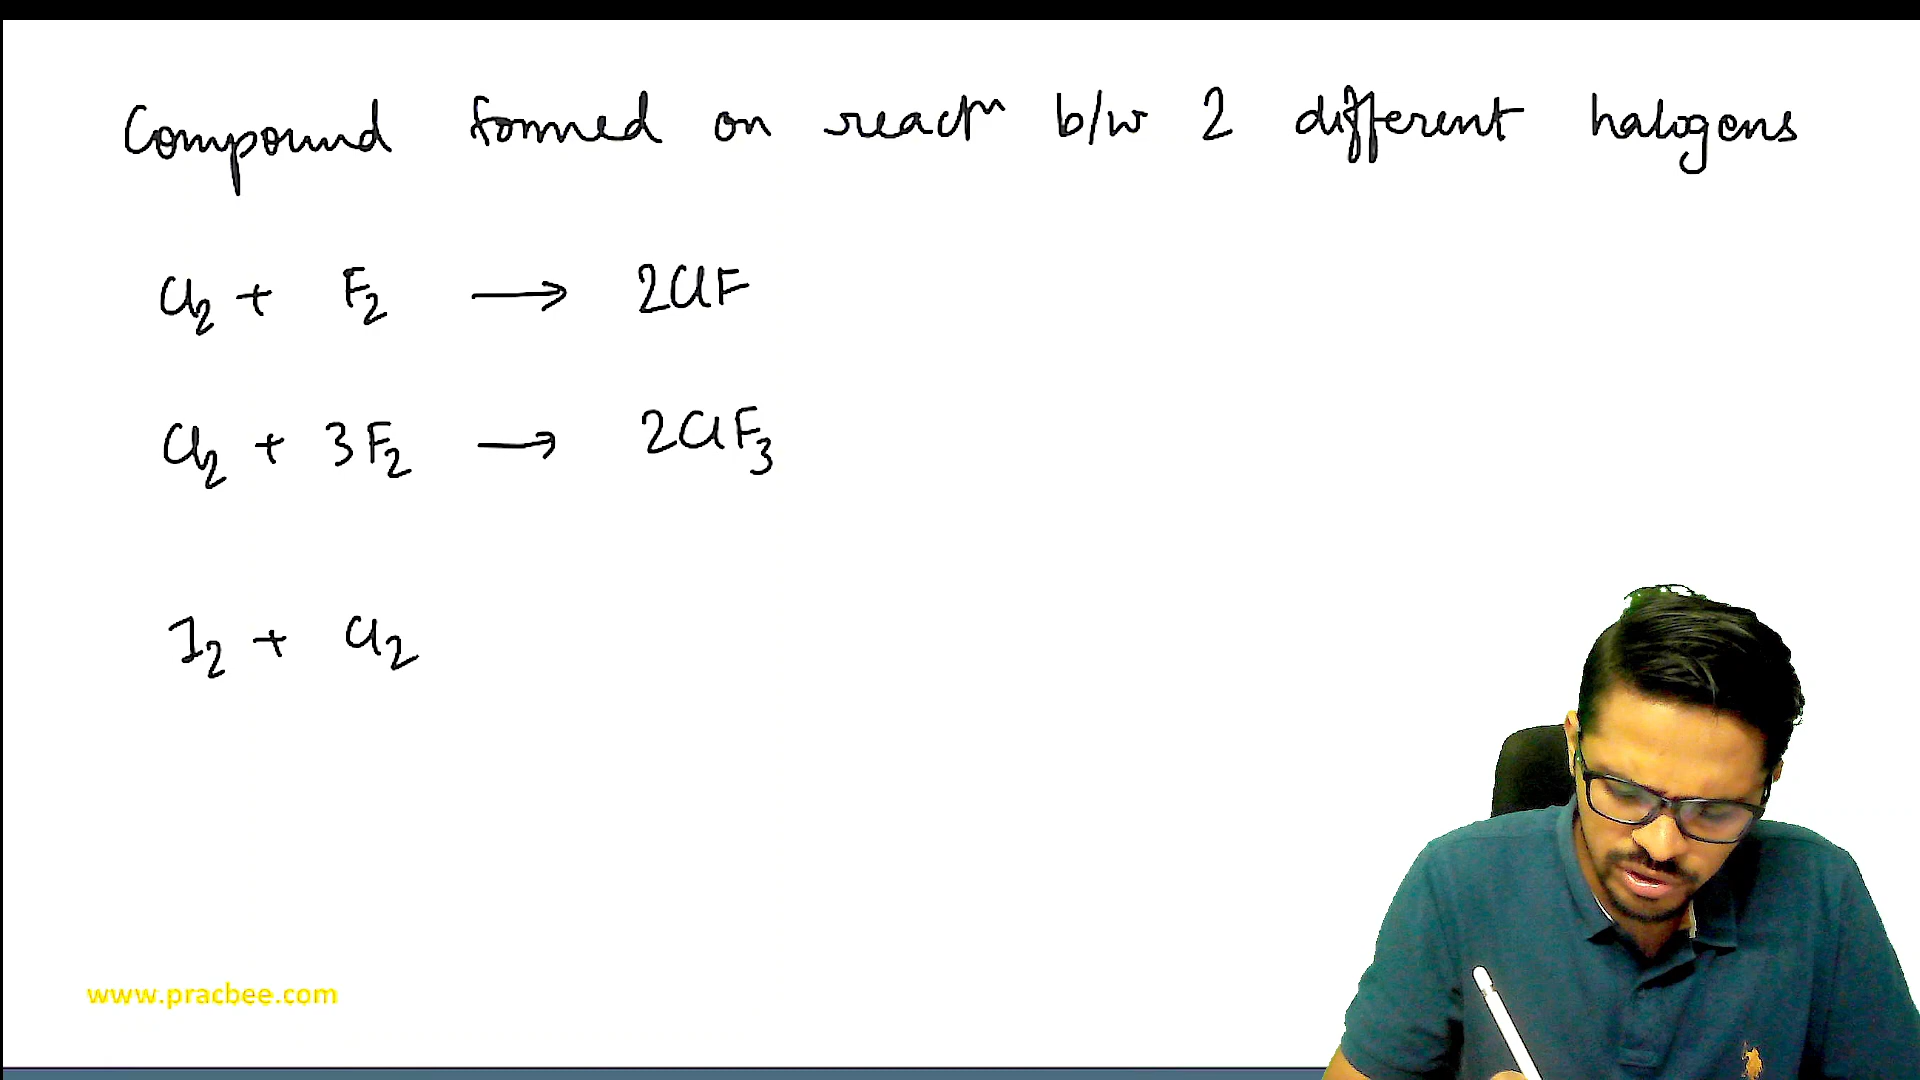 Compound formed on reactn b/w 2 different halogens
Cl2 + F2 → 2ClF
Cl2 + 3F2 → 2ClF3
I2 + Cl2
www.pracbee.com